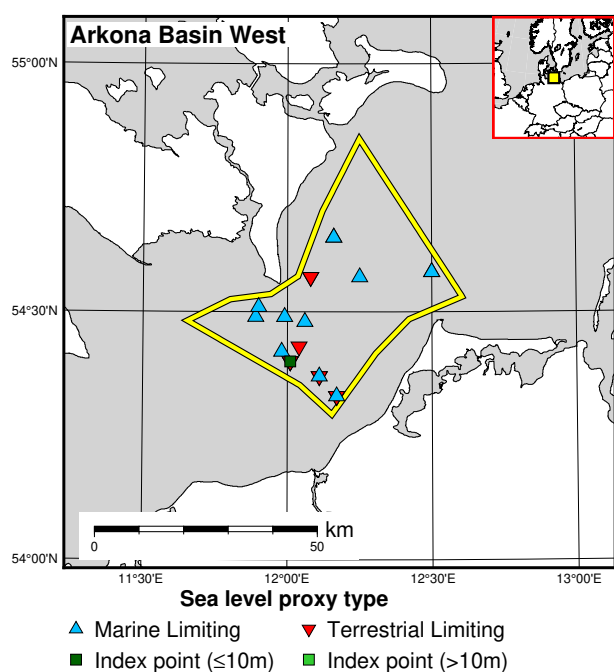 Arkona Basin West
55°00'N
54°30'N
54°00'N
km
0
50
11°30'E
12°00'E
12°30'E
13°00'E
Sea level proxy type
Marine Limiting
Terrestrial Limiting
Index point (≤10m)
Index point (>10m)